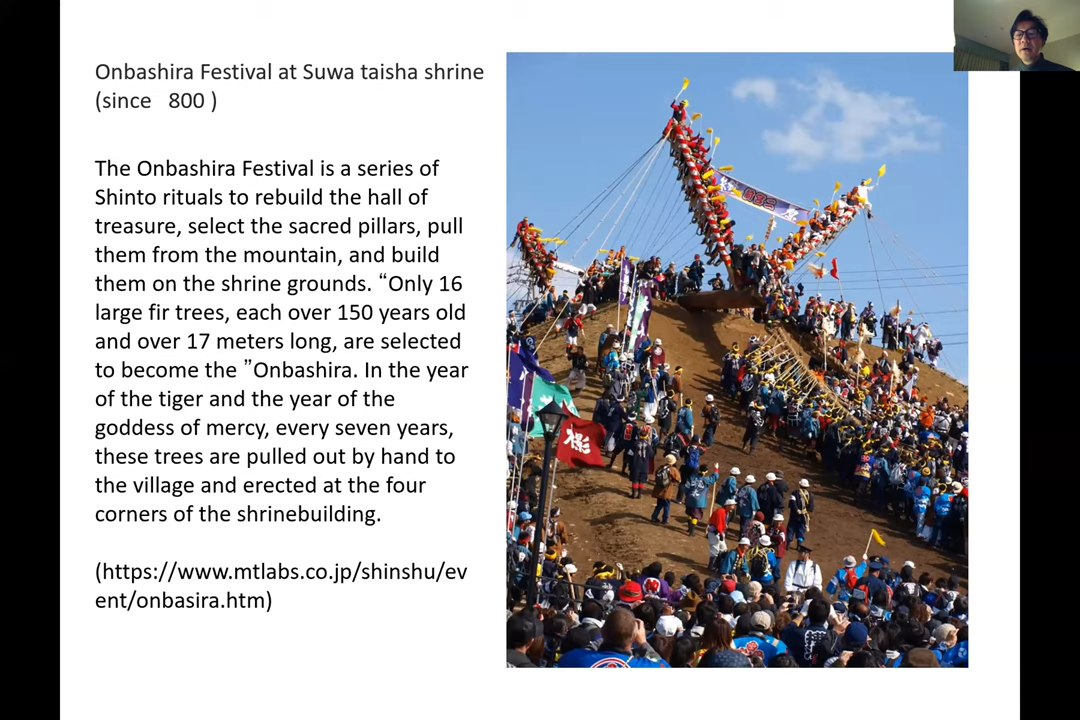 Onbashira Festival at Suwa taisha shrine
(since 800 )
The Onbashira Festival is a series of
Shinto rituals to rebuild the hall of
treasure, select the sacred pillars, pull
them from the mountain, and build
them on the shrine grounds. “Only 16
large fir trees, each over 150 years old
and over 17 meters long, are selected
to become the ”Onbashira. In the year
of the tiger and the year of the
goddess of mercy, every seven years,
these trees are pulled out by hand to
the village and erected at the four
corners of the shrinebuilding.
(https://www.mtlabs.co.jp/shinshu/ev
ent/onbasira.htm)